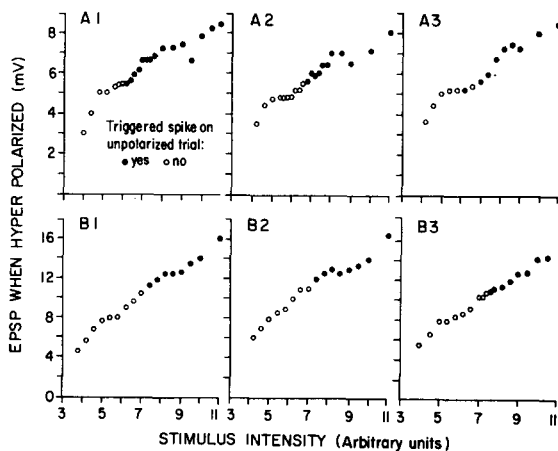 A1
A2
A3
8
6
4
2
0
Triggered spike on
unpolarized trial:
● yes ○ no
EPSP WHEN HYPER POLARIZED (mV)
B1
B2
B3
16
12
8
4
0
3 5 7 9 11
3 5 7 9 11
3 5 7 9 11
STIMULUS INTENSITY (Arbitrary units)